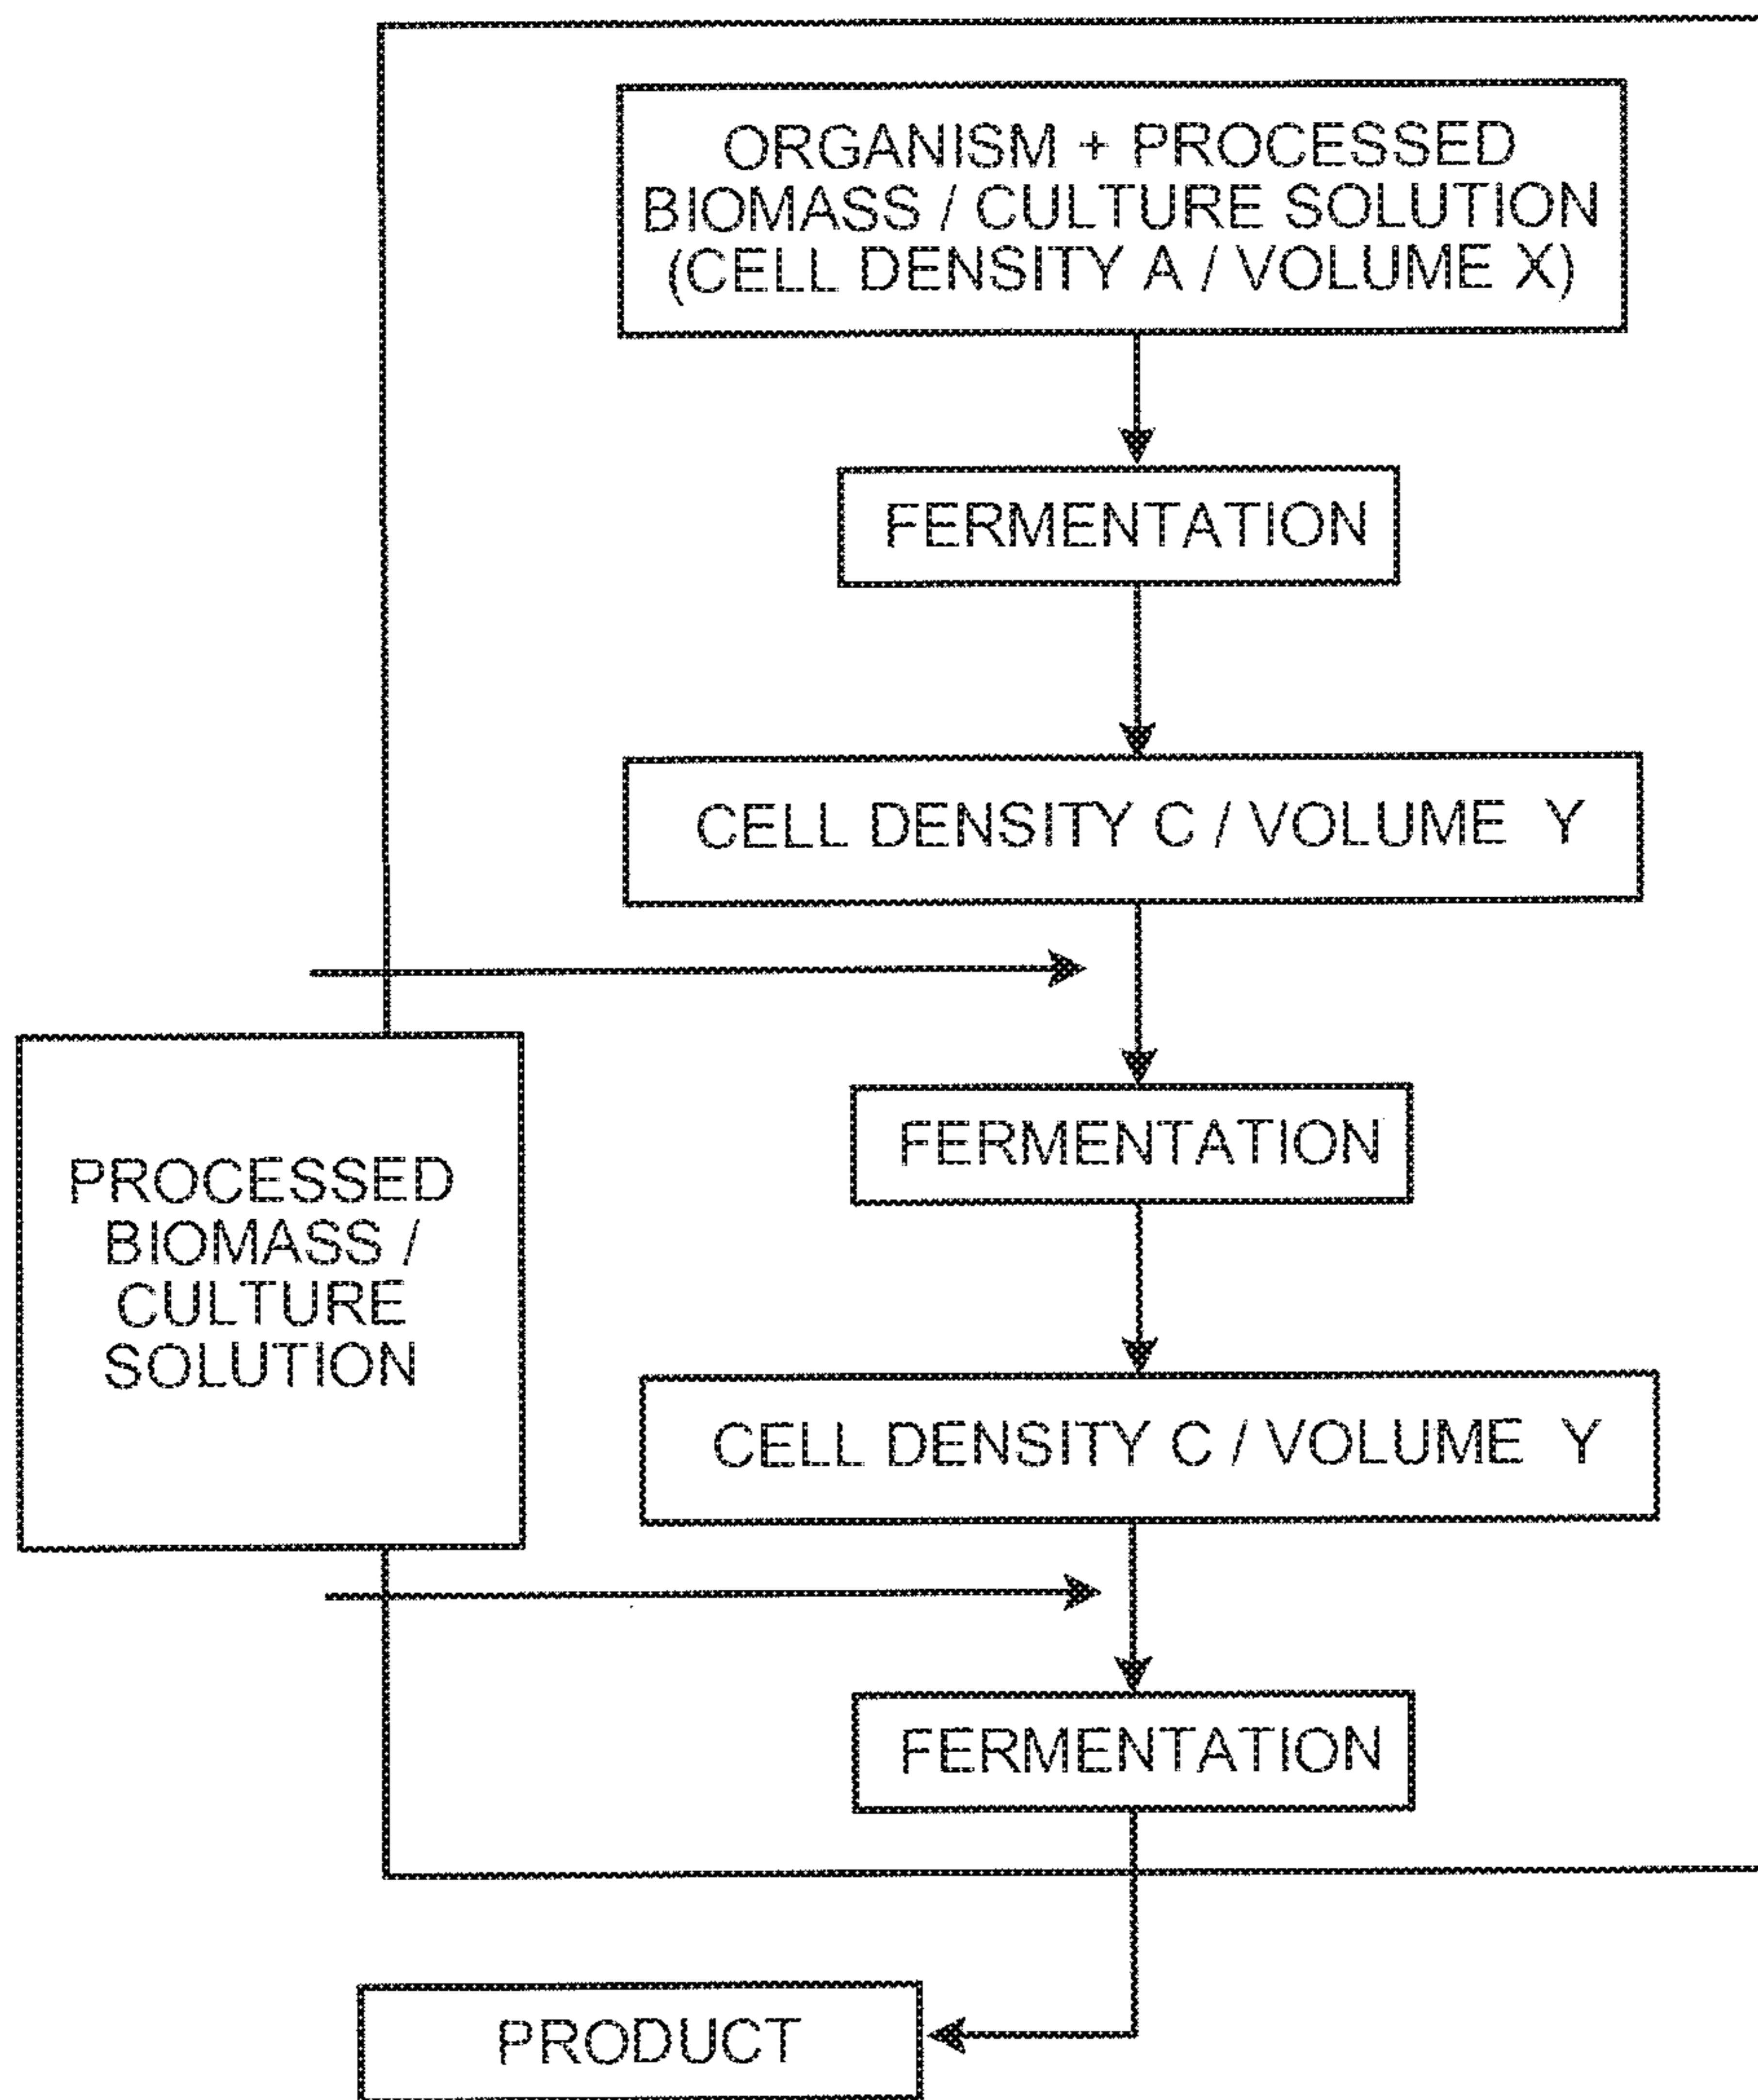 ORGANISM + PROCESSED
BIOMASS / CULTURE SOLUTION
(CELL DENSITY A / VOLUME X)
FERMENTATION
CELL DENSITY C / VOLUME Y
FERMENTATION
PROCESSED
BIOMASS /
CULTURE
SOLUTION
CELL DENSITY C / VOLUME Y
FERMENTATION
PRODUCT